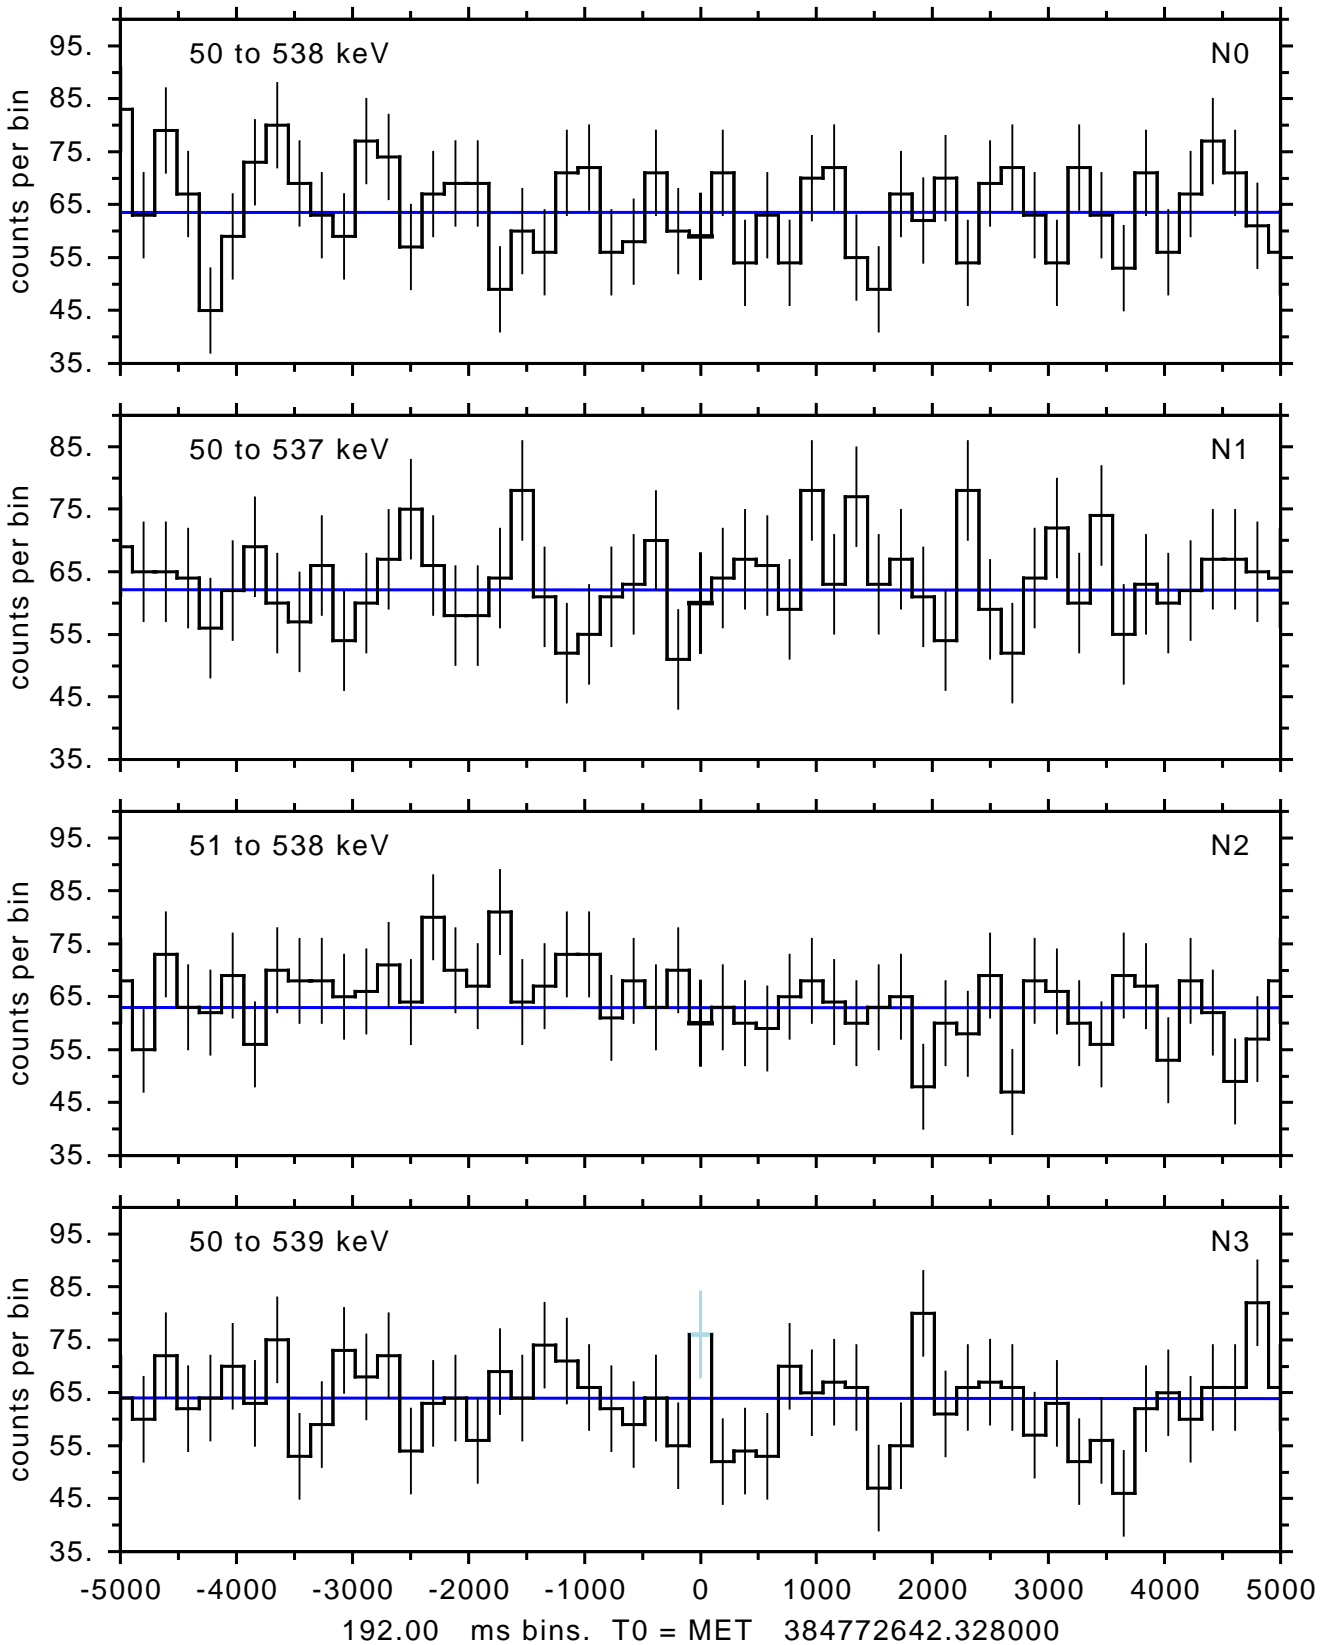 50 to 538 keV N0
95.
85.
75.
65.
55.
45.
35.
counts per bin
50 to 537 keV N1
85.
75.
65.
55.
45.
35.
counts per bin
51 to 538 keV N2
95.
85.
75.
65.
55.
45.
35.
counts per bin
50 to 539 keV N3
95.
85.
75.
65.
55.
45.
35.
counts per bin
-5000 -4000 -3000 -2000 -1000 0 1000 2000 3000 4000 5000
192.00 ms bins. T0 = MET 384772642.328000